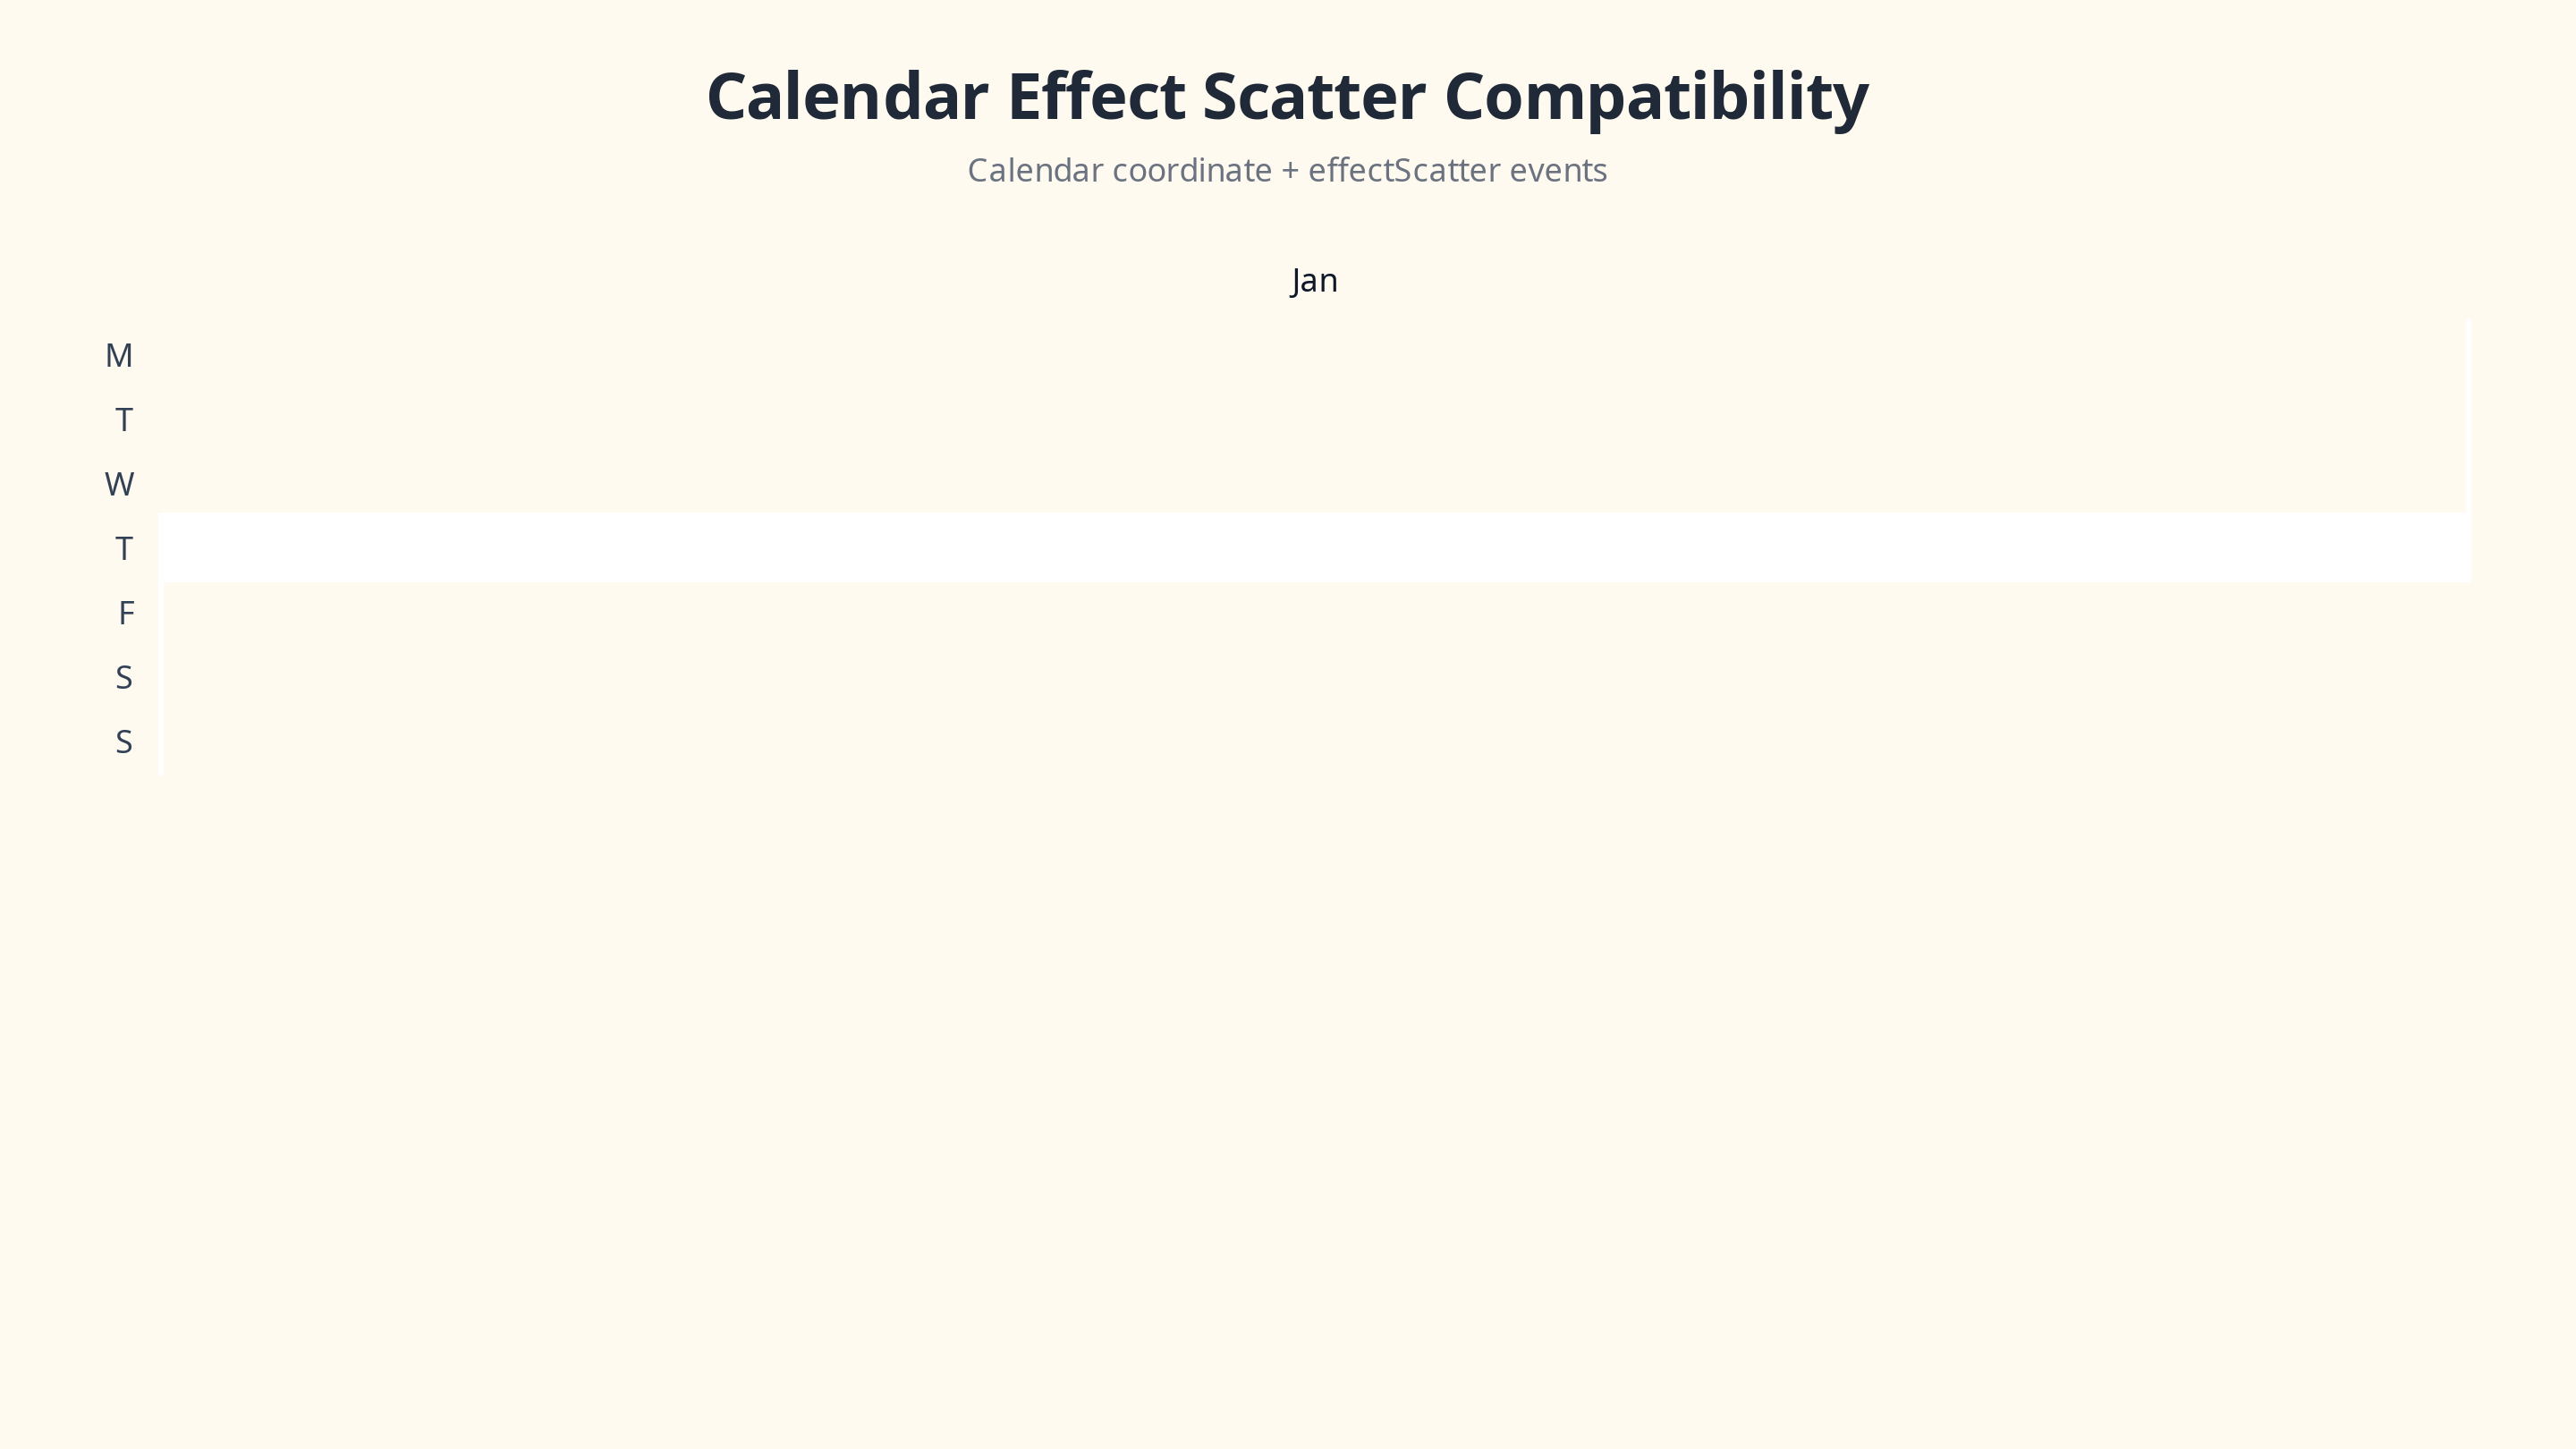 Calendar Effect Scatter Compatibility
Calendar coordinate + effectScatter events
Jan
M
T
W
T
F
S
S